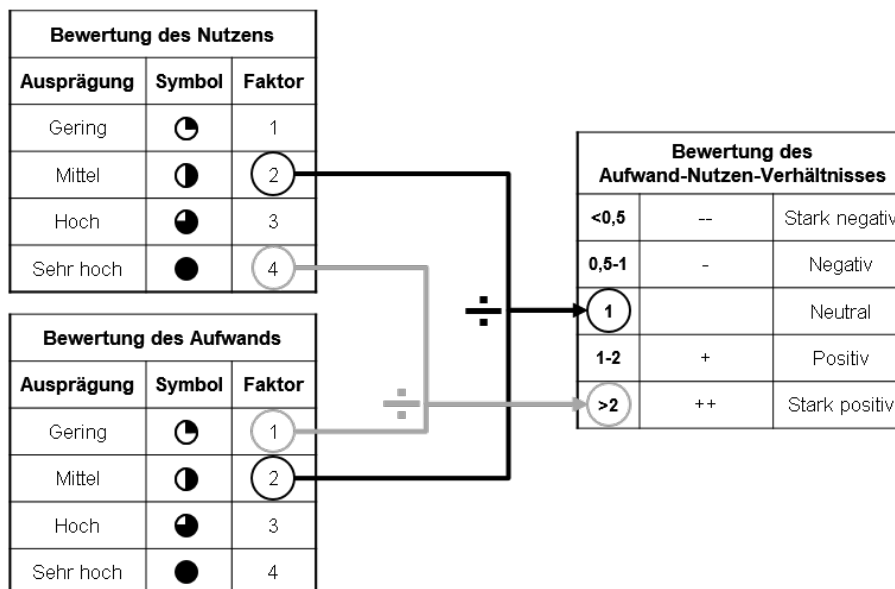 Bewertung des Nutzens
Ausprägung Symbol Faktor
Gering 1
Mittel 2
Hoch 3
Sehr hoch 4
Bewertung des Aufwands
Ausprägung Symbol Faktor
Gering 1
Mittel 2
Hoch 3
Sehr hoch 4
÷
÷
Bewertung des
Aufwand-Nutzen-Verhältnisses
<0,5 -- Stark negativ
0,5-1 - Negativ
1 Neutral
1-2 + Positiv
>2 ++ Stark positiv